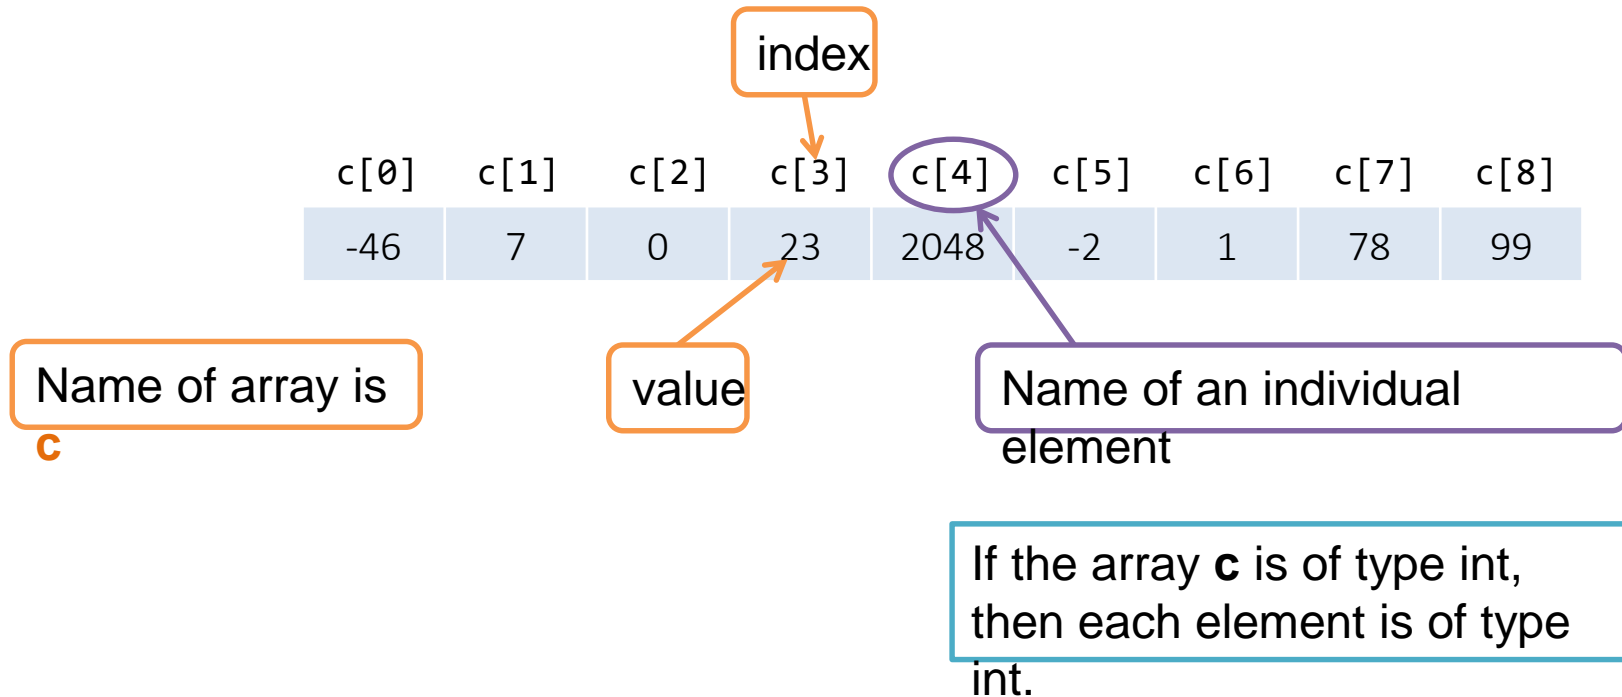 index
c[0] c[1] c[2] c[3] c[4] c[5] c[6] c[7] c[8]
-46 7 0 23 2048 -2 1 78 99
Name of array is
c
value
Name of an individual
element
If the array c is of type int,
then each element is of type
int.